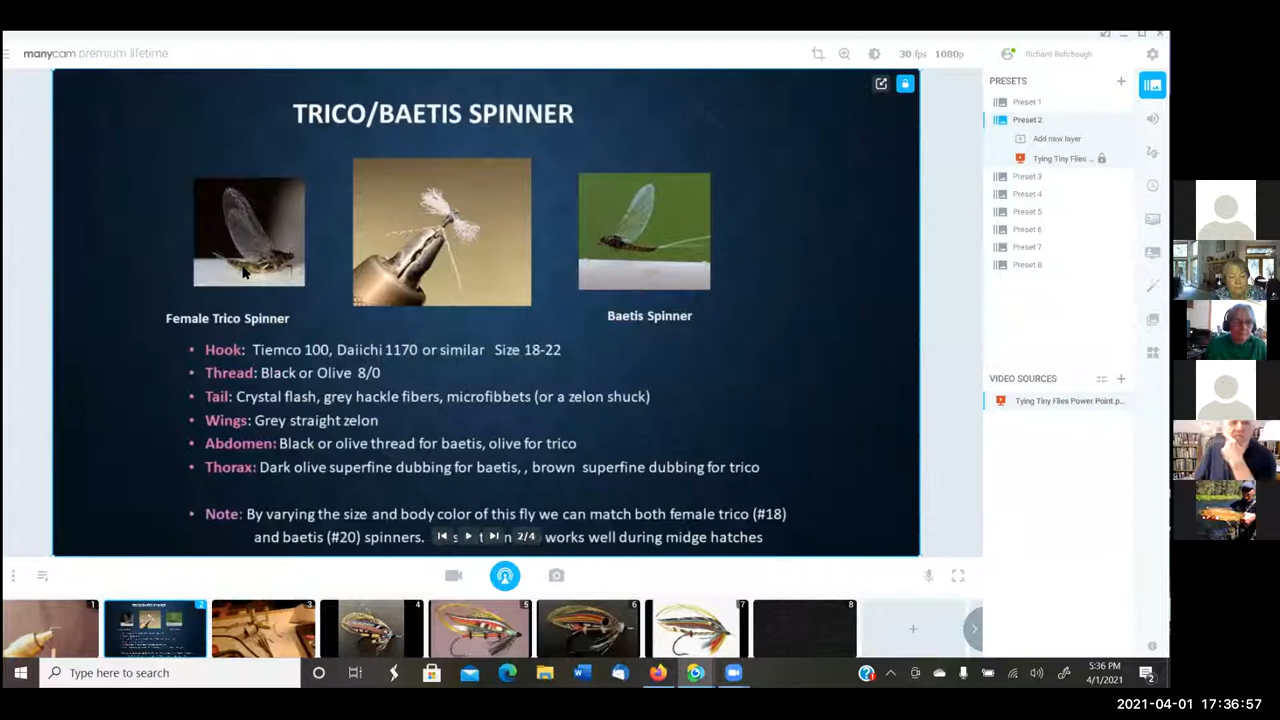 manycam premium lifetime
30 fps 1080p
Richard Rohrbough
TRICO/BAETIS SPINNER
Female Trico Spinner
Baetis Spinner
• Hook: Tiemco 100, Daiichi 1170 or similar Size 18-22
• Thread: Black or Olive 8/0
• Tail: Crystal flash, grey hackle fibers, microfibbets (or a zelon shuck)
• Wings: Grey straight zelon
• Abdomen: Black or olive thread for baetis, olive for trico
• Thorax: Dark olive superfine dubbing for baetis, , brown superfine dubbing for trico
• Note: By varying the size and body color of this fly we can match both female trico (#18)
and baetis (#20) spinners. works well during midge hatches
2/4
PRESETS
Preset 1
Preset 2
Add new layer
Tying Tiny Flies ...
Preset 3
Preset 4
Preset 5
Preset 6
Preset 7
Preset 8
VIDEO SOURCES
Tying Tiny Flies Power Point.p...
1
2
3
4
5
6
7
8
Type here to search
5:36 PM
4/1/2021
2
2021-04-01 17:36:57